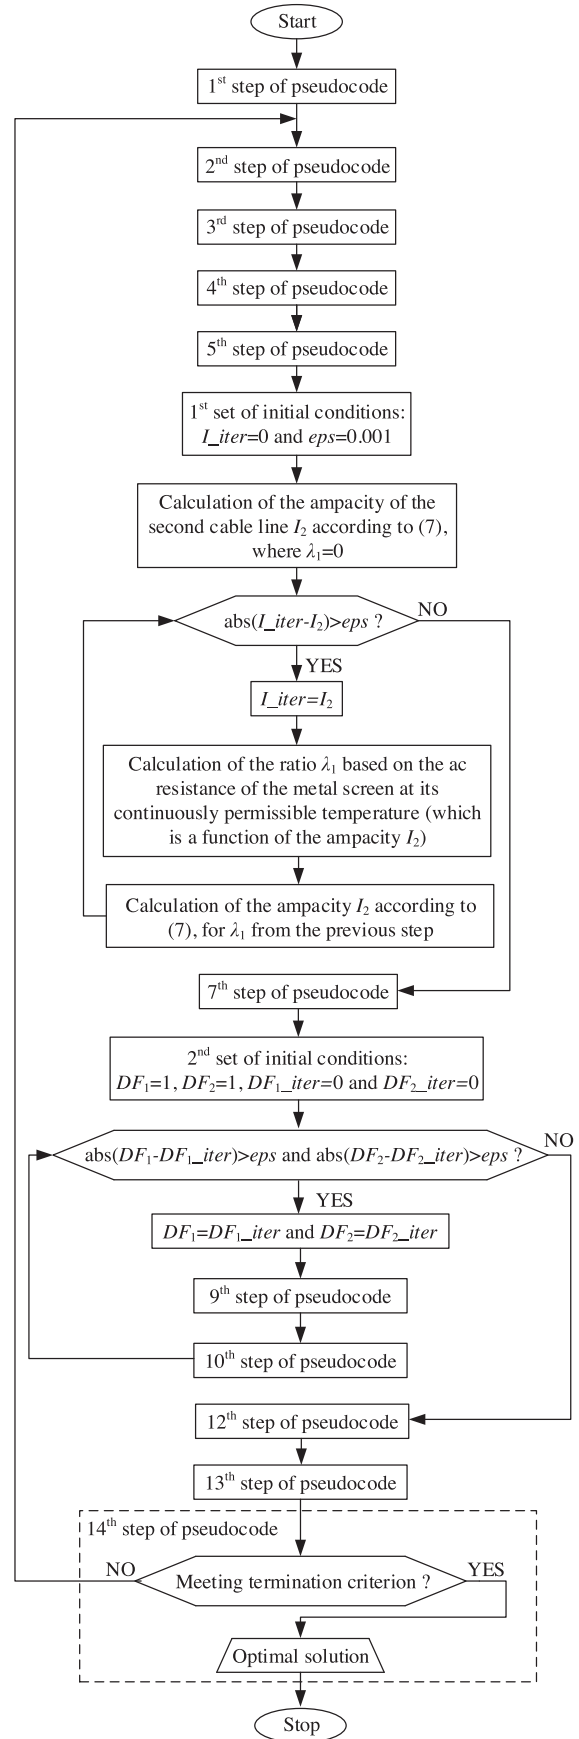 Start
1st step of pseudocode
2nd step of pseudocode
3rd step of pseudocode
4th step of pseudocode
5th step of pseudocode
1st set of initial conditions:
I_iter=0 and eps=0.001
Calculation of the ampacity of the
second cable line I2 according to (7),
where λ1=0
abs(I_iter-I2)>eps ?
NO
YES
I_iter=I2
Calculation of the ratio λ1 based on the ac
resistance of the metal screen at its
continuously permissible temperature (which
is a function of the ampacity I2)
Calculation of the ampacity I2 according to
(7), for λ1 from the previous step
7th step of pseudocode
2nd set of initial conditions:
DF1=1, DF2=1, DF1_iter=0 and DF2_iter=0
abs(DF1-DF1_iter)>eps and abs(DF2-DF2_iter)>eps ?
NO
YES
DF1=DF1_iter and DF2=DF2_iter
9th step of pseudocode
10th step of pseudocode
12th step of pseudocode
13th step of pseudocode
14th step of pseudocode
NO
Meeting termination criterion ?
YES
Optimal solution
Stop